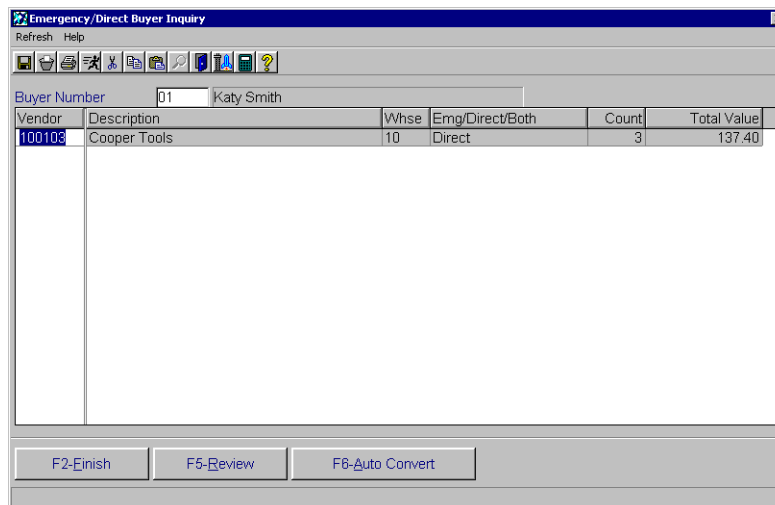 Emergency/Direct Buyer Inquiry
Refresh Help
Buyer Number 01 Katy Smith
Vendor Description Whse Emg/Direct/Both Count Total Value
100103 Cooper Tools 10 Direct 3 137.40
F2-Finish F5-Review F6-Auto Convert